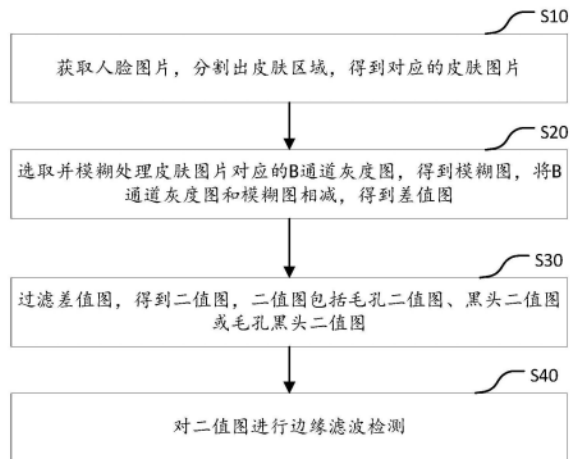 S10
获取人脸图片，分割出皮肤区域，得到对应的皮肤图片
S20
选取并模糊处理皮肤图片对应的B通道灰度图，得到模糊图，将B
通道灰度图和模糊图相减，得到差值图
S30
过滤差值图，得到二值图，二值图包括毛孔二值图、黑头二值图
或毛孔黑头二值图
S40
对二值图进行边缘滤波检测